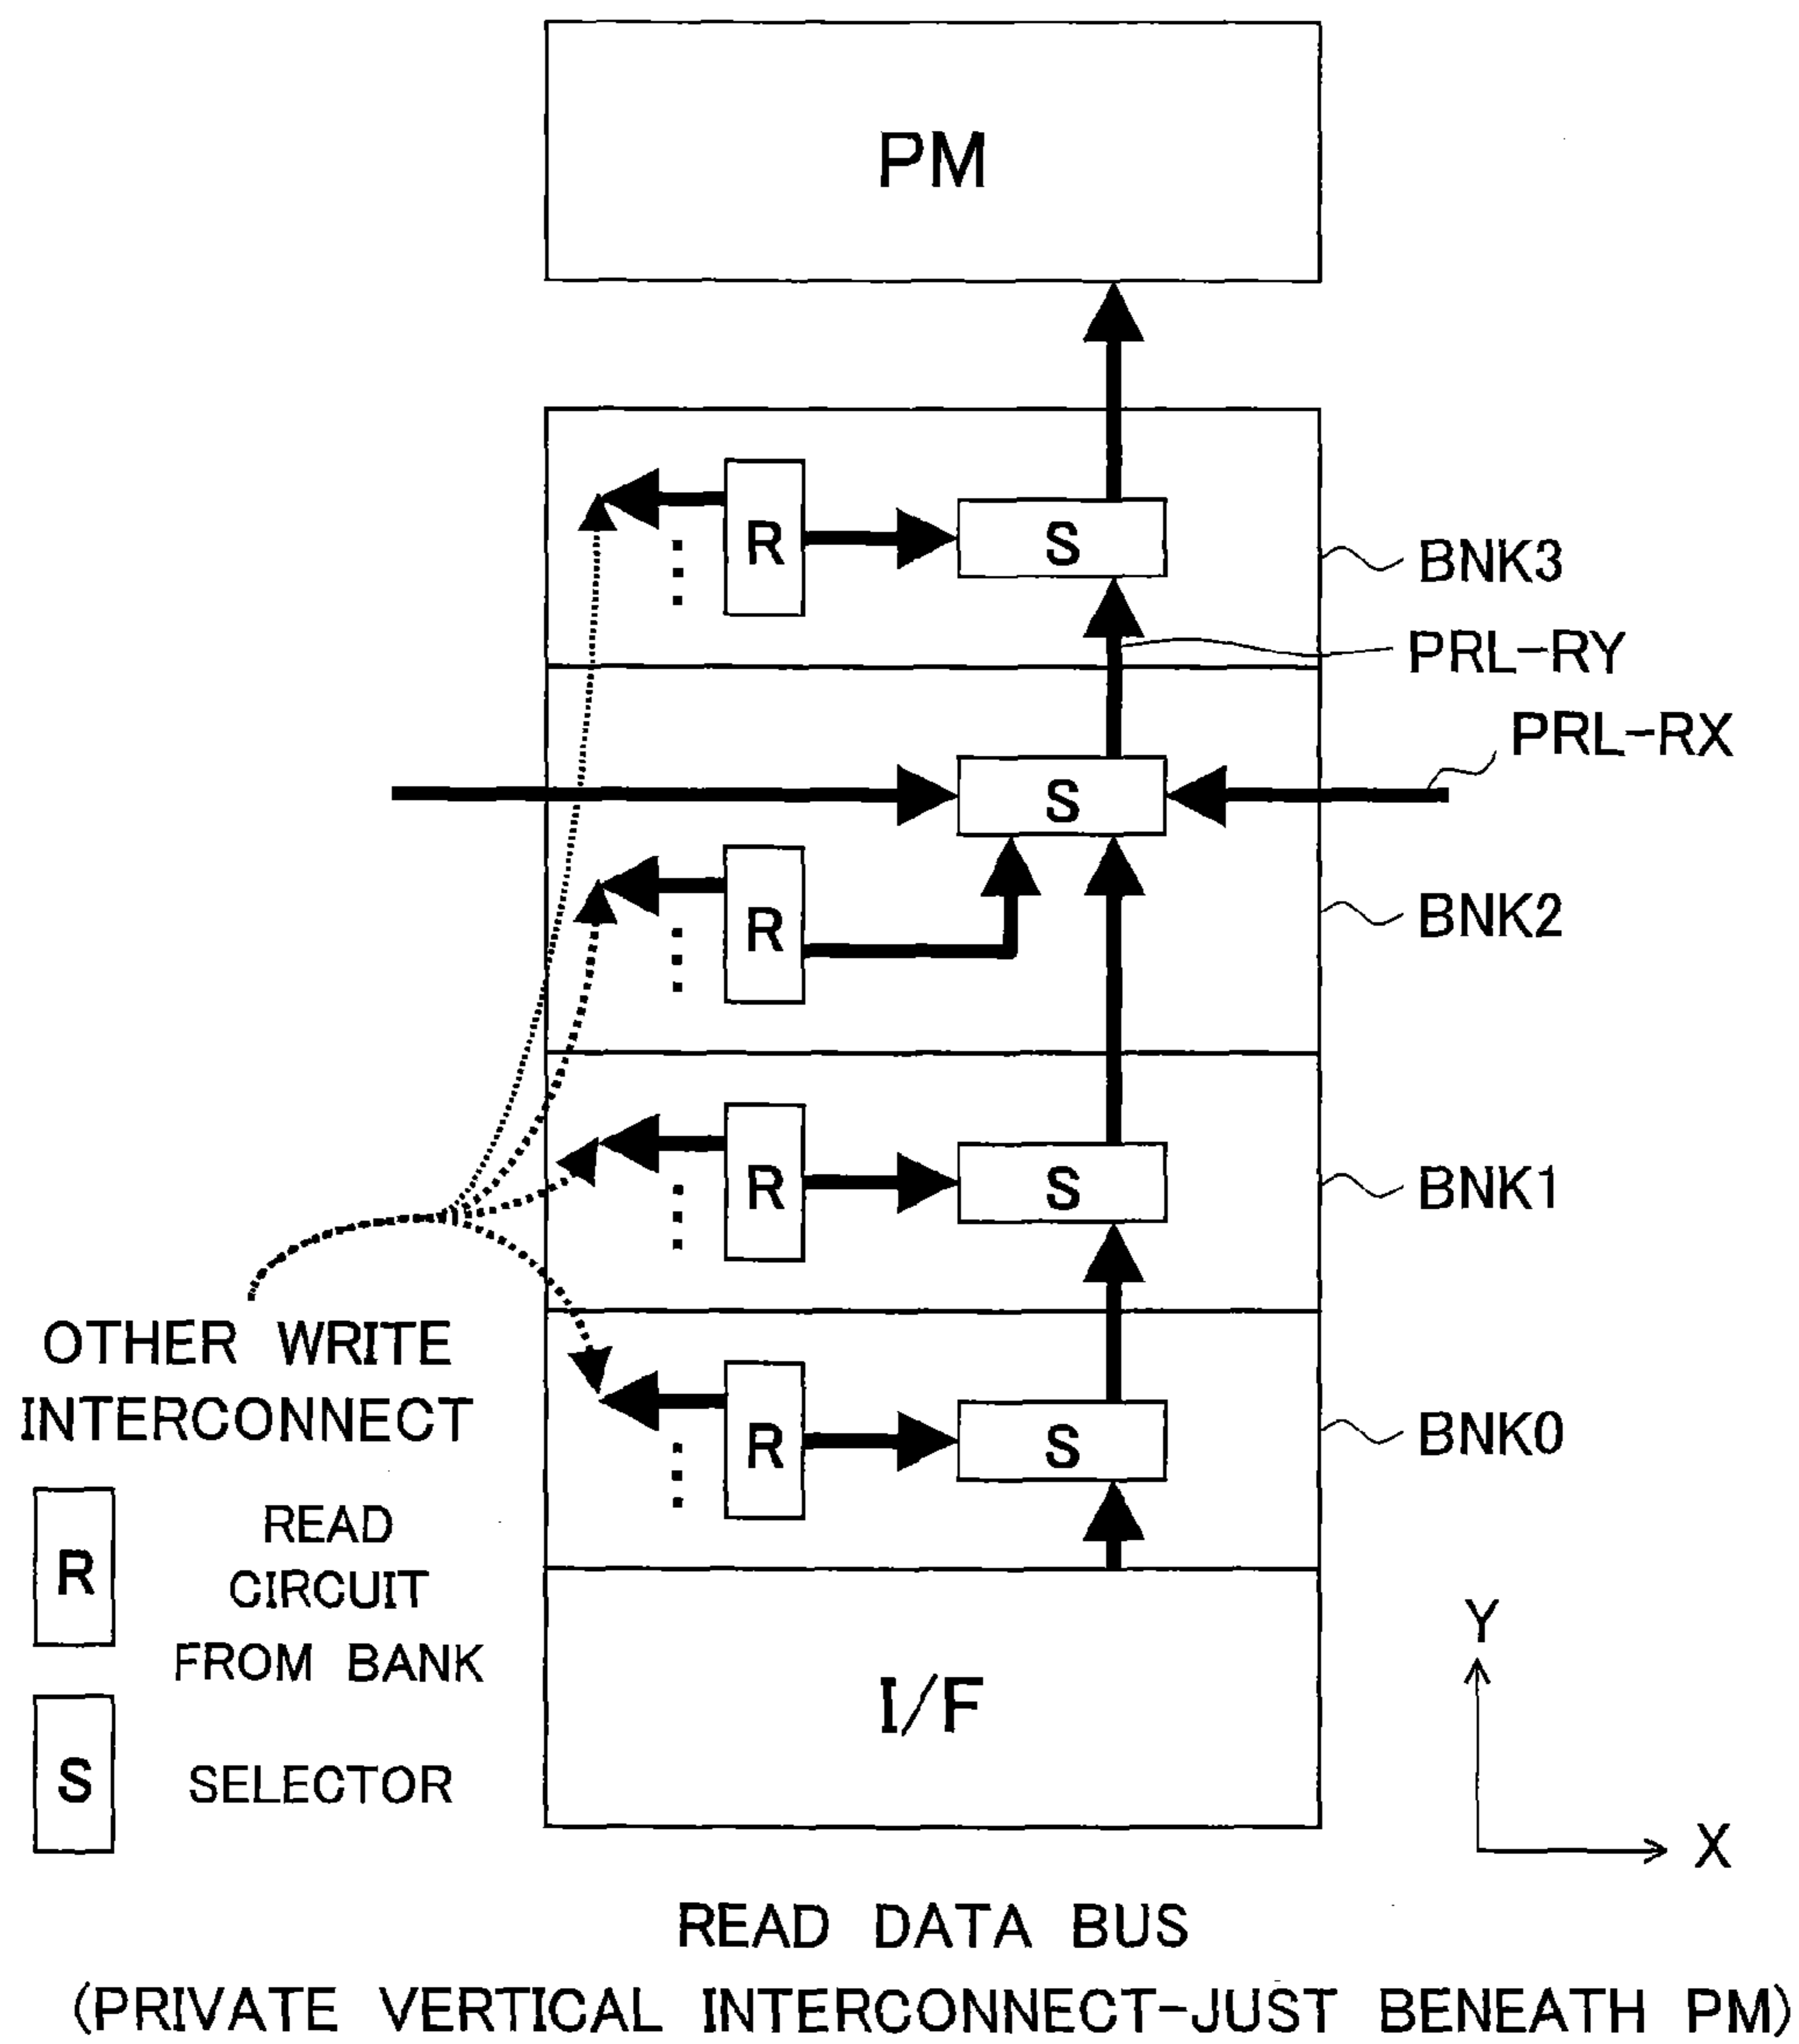 PM
R
S
BNK3
PRL-RY
PRL-RX
S
R
BNK2
R
S
BNK1
OTHER WRITE
INTERCONNECT
R
S
BNK0
R
READ
CIRCUIT
FROM BANK
S
SELECTOR
I/F
Y
X
READ DATA BUS
(PRIVATE VERTICAL INTERCONNECT-JUST BENEATH PM)